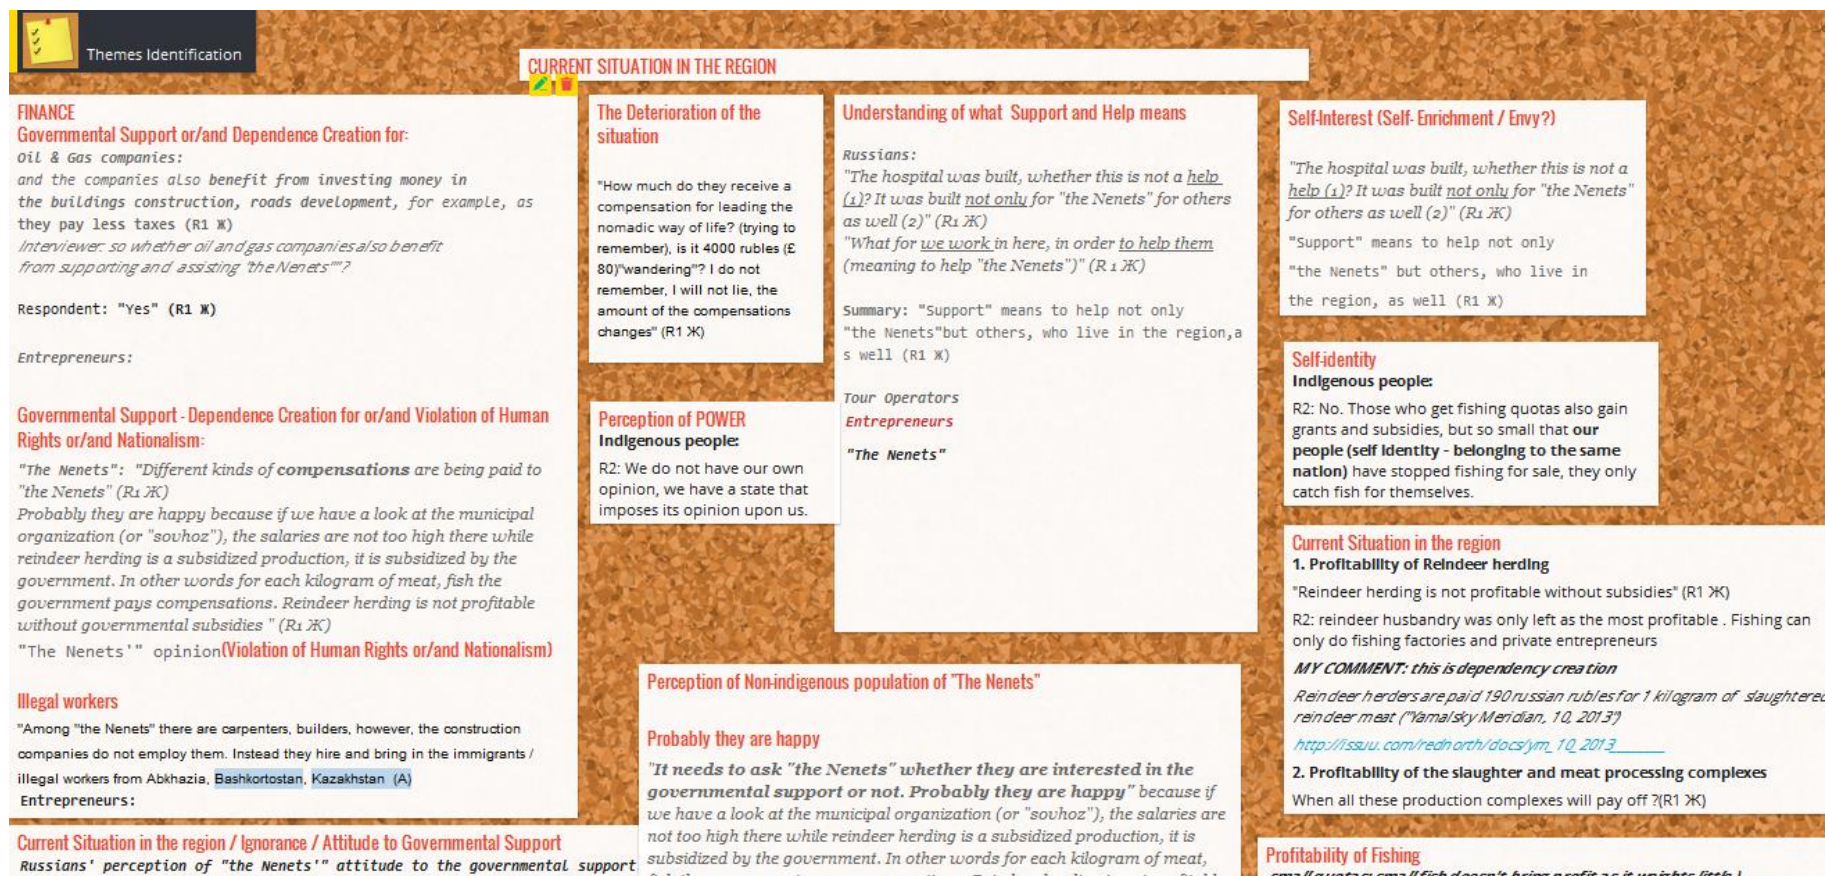 Themes Identification
CURRENT SITUATION IN THE REGION
FINANCE
Governmental Support or/and Dependence Creation for:
Oil & Gas companies:
and the companies also benefit from investing money in
the buildings construction, roads development, for example, as
they pay less taxes (R1 Ж)
Interviewer: so whether oil and gas companies also benefit
from supporting and assisting "the Nenets""?
Respondent: "Yes" (R1 Ж)
Entrepreneurs:
Governmental Support - Dependence Creation for or/and Violation of Human
Rights or/and Nationalism:
"The Nenets": "Different kinds of compensations are being paid to
"the Nenets" (R1 Ж)
Probably they are happy because if we have a look at the municipal
organization (or "sovhoz"), the salaries are not too high there while
reindeer herding is a subsidized production, it is subsidized by the
government. In other words for each kilogram of meat, fish the
government pays compensations. Reindeer herding is not profitable
without governmental subsidies " (R1 Ж)
"The Nenets'" opinion(Violation of Human Rights or/and Nationalism)
Illegal workers
"Among "the Nenets" there are carpenters, builders, however, the construction
companies do not employ them. Instead they hire and bring in the immigrants /
illegal workers from Abkhazia, Bashkortostan, Kazakhstan (A)
Entrepreneurs:
Current Situation in the region / Ignorance / Attitude to Governmental Support
Russians' perception of "the Nenets'" attitude to the governmental support
The Deterioration of the
situation
"How much do they receive a
compensation for leading the
nomadic way of life? (trying to
remember), is it 4000 rubles (£
80)"wandering"? I do not
remember, I will not lie, the
amount of the compensations
changes" (R1 Ж)
Perception of POWER
Indigenous people:
R2: We do not have our own
opinion, we have a state that
imposes its opinion upon us.
Understanding of what Support and Help means
Russians:
"The hospital was built, whether this is not a help
(1)? It was built not only for "the Nenets" for others
as well (2)" (R1 Ж)
"What for we work in here, in order to help them
(meaning to help "the Nenets")" (R 1 Ж)
Summary: "Support" means to help not only
"the Nenets"but others, who live in the region,a
s well (R1 Ж)
Tour Operators
Entrepreneurs
"The Nenets"
Perception of Non-indigenous population of "The Nenets"
Probably they are happy
"It needs to ask "the Nenets" whether they are interested in the
governmental support or not. Probably they are happy" because if
we have a look at the municipal organization (or "sovhoz"), the salaries are
not too high there while reindeer herding is a subsidized production, it is
subsidized by the government. In other words for each kilogram of meat,
Self-Interest (Self- Enrichment / Envy?)
"The hospital was built, whether this is not a
help (1)? It was built not only for "the Nenets"
for others as well (2)" (R1 Ж)
"Support" means to help not only
"the Nenets" but others, who live in
the region, as well (R1 Ж)
Self-identity
Indigenous people:
R2: No. Those who get fishing quotas also gain
grants and subsidies, but so small that our
people (self identity - belonging to the same
nation) have stopped fishing for sale, they only
catch fish for themselves.
Current Situation in the region
1. Profitability of Reindeer herding
"Reindeer herding is not profitable without subsidies" (R1 Ж)
R2: reindeer husbandry was only left as the most profitable . Fishing can
only do fishing factories and private entrepreneurs
MY COMMENT: this is dependency creation
Reindeer herders are paid 190 russian rubles for 1 kilogram of slaughtered
reindeer meat ("Yamalsky Meridian, 10, 2013")
http://issuu.com/rednorth/docs/ym_10_2013______
2. Profitability of the slaughter and meat processing complexes
When all these production complexes will pay off ?(R1 Ж)
Profitability of Fishing